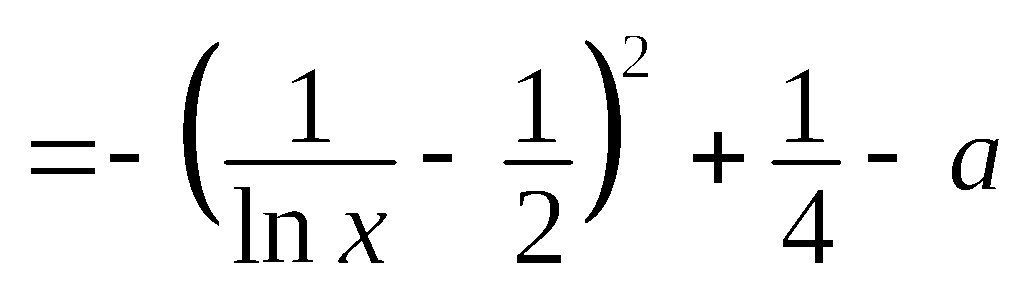 = - (1/ln x - 1/2)² + 1/4 - a